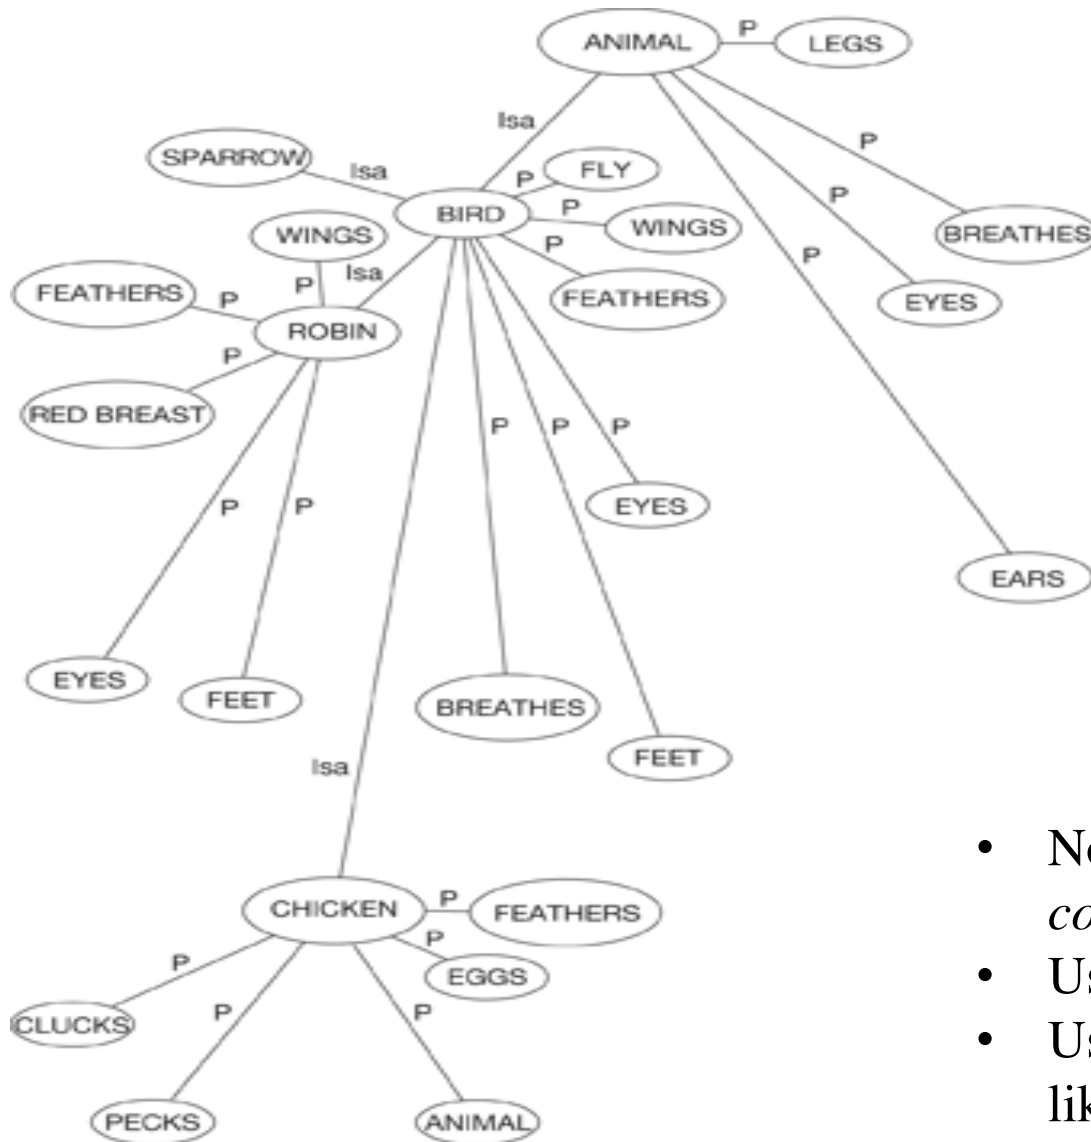 ANIMAL P LEGS
Isa
P
SPARROW Isa P FLY
P
BIRD P WINGS
BREATHES
WINGS P
P
Isa
FEATHERS P P FEATHERS EYES
ROBIN
P
RED BREAST
P P P
P P
EYES
EARS
EYES
FEET BREATHES
FEET
Isa
•
CHICKEN P FEATHERS
P
P EGGS • 
CLUCKS P P •
PECKS ANIMAL